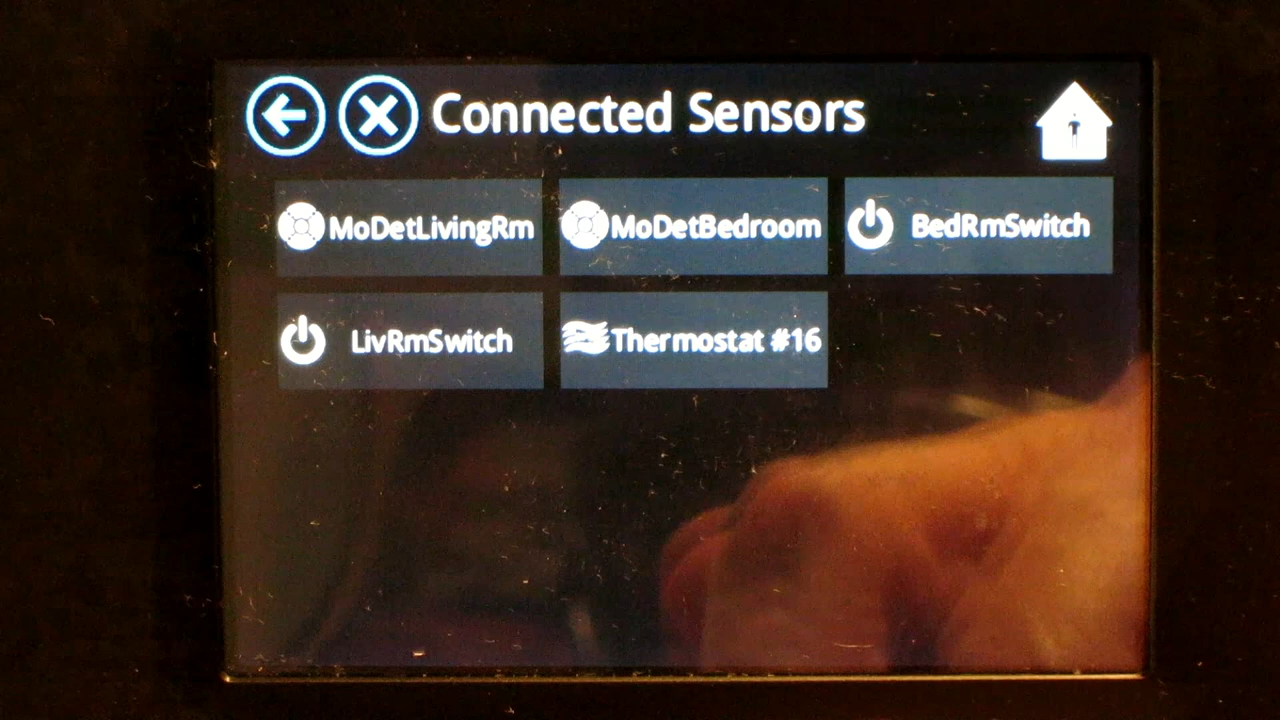 Connected Sensors
MoDetLivingRm
MoDetBedroom
BedRmSwitch
LivRmSwitch
Thermostat #16